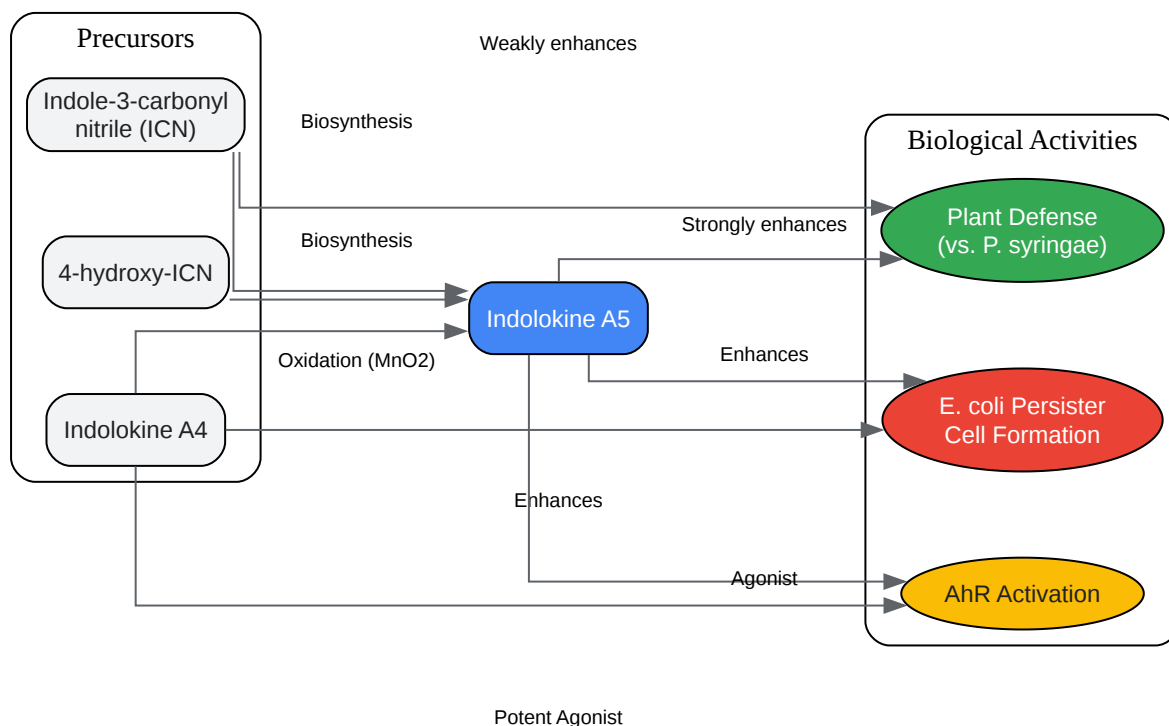 Precursors
Weakly enhances
Indole-3-carbonyl
nitrile (ICN)
Biosynthesis
Biological Activities
Plant Defense
(vs. P. syringae)
Strongly enhances
Biosynthesis
4-hydroxy-ICN
Indolokine A5
Oxidation (MnO2)
Enhances
E. coli Persister
Cell Formation
Indolokine A4
Enhances
Agonist
AhR Activation
Potent Agonist